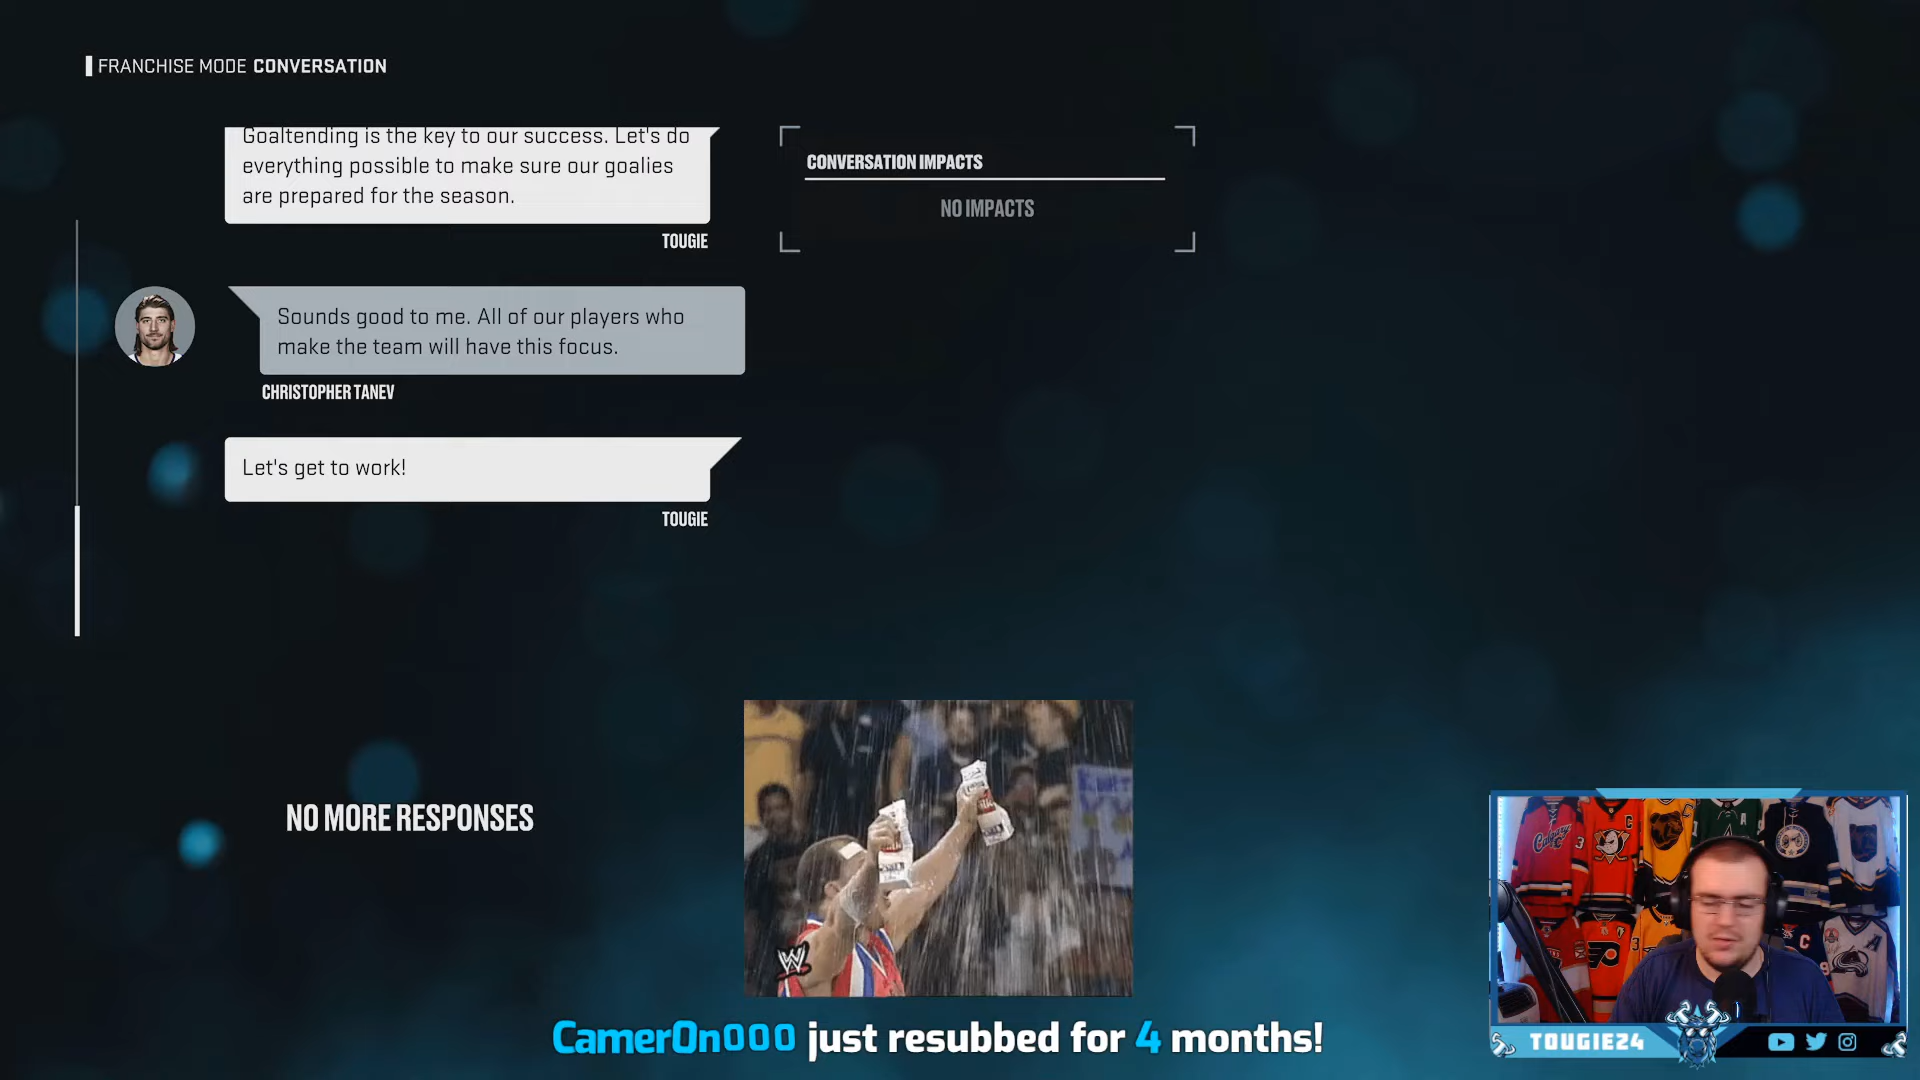 FRANCHISE MODE CONVERSATION
Goaltending is the key to our success. Let's do
everything possible to make sure our goalies
are prepared for the season.
TOUGIE
Sounds good to me. All of our players who
make the team will have this focus.
CHRISTOPHER TANEV
Let's get to work!
TOUGIE
CONVERSATION IMPACTS
NO IMPACTS
NO MORE RESPONSES
W
CamerOn000 just resubbed for 4 months!
Calgary
TOUGIE24